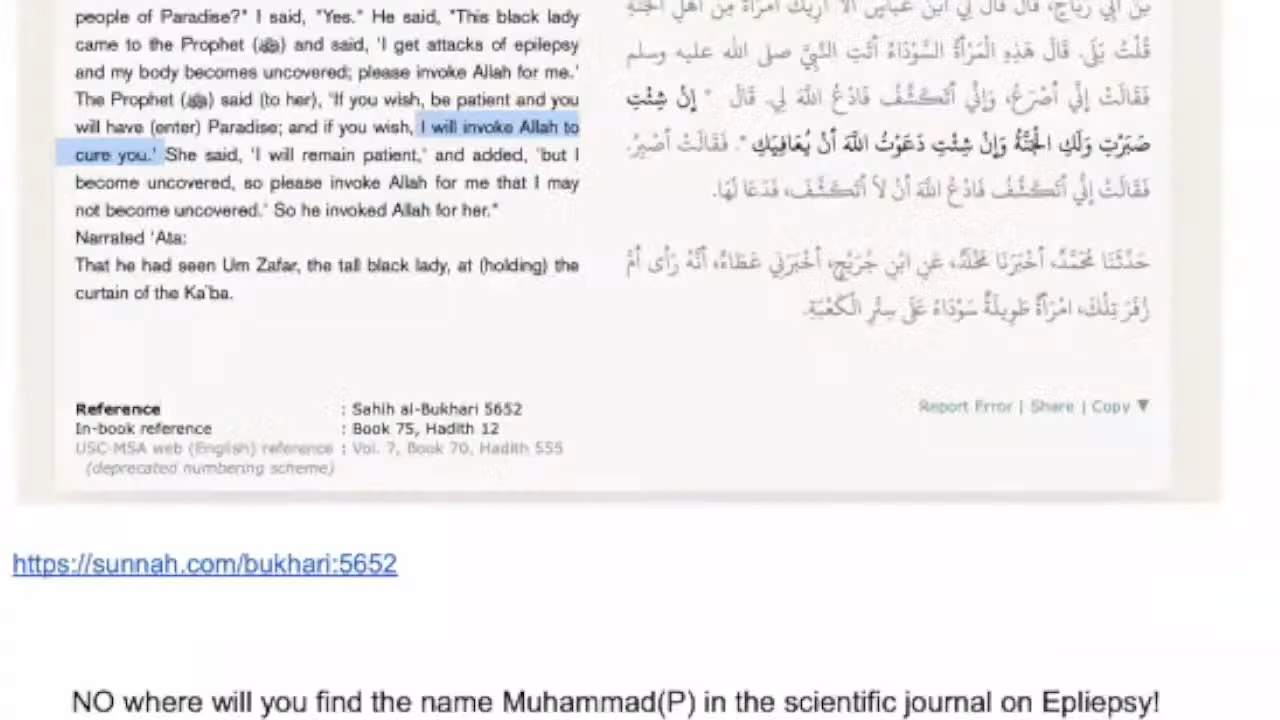 people of Paradise?" I said, "Yes." He said, "This black lady
came to the Prophet (ﷺ) and said, 'I get attacks of epilepsy
and my body becomes uncovered; please invoke Allah for me.'
The Prophet (ﷺ) said (to her), 'If you wish, be patient and you
will have (enter) Paradise; and if you wish, I will invoke Allah to
cure you.' She said, 'I will remain patient,' and added, 'but I
become uncovered, so please invoke Allah for me that I may
not become uncovered.' So he invoked Allah for her."
Narrated 'Ata:
That he had seen Um Zafar, the tall black lady, at (holding) the
curtain of the Ka'ba.
بْنُ أَبِي رَبَاحٍ، قَالَ قَالَ لِي ابْنُ عَبَّاسٍ أَلاَ أُرِيكَ امْرَأَةً مِنْ أَهْلِ الْجَنَّةِ
قُلْتُ بَلَى. قَالَ هَذِهِ الْمَرْأَةُ السَّوْدَاءُ أَتَتِ النَّبِيَّ صلى الله عليه وسلم
فَقَالَتْ إِنِّي أُصْرَعُ، وَإِنِّي أَتَكَشَّفُ فَادْعُ اللَّهَ لِي. قَالَ " إِنْ شِئْتِ
صَبَرْتِ وَلَكِ الْجَنَّةُ وَإِنْ شِئْتِ دَعَوْتُ اللَّهَ أَنْ يُعَافِيَكِ ". فَقَالَتْ أَصْبِرُ.
فَقَالَتْ إِنِّي أَتَكَشَّفُ فَادْعُ اللَّهَ أَنْ لاَ أَتَكَشَّفَ، فَدَعَا لَهَا.
حَدَّثَنَا مُحَمَّدٌ، أَخْبَرَنَا مَخْلَدٌ، عَنِ ابْنِ جُرَيْجٍ، أَخْبَرَنِي عَطَاءٌ، أَنَّهُ رَأَى أُمَّ
زُفَرَ تِلْكَ، امْرَأَةٌ طَوِيلَةٌ سَوْدَاءُ عَلَى سِتْرِ الْكَعْبَةِ.
Reference : Sahih al-Bukhari 5652
In-book reference : Book 75, Hadith 12
USC-MSA web (English) reference : Vol. 7, Book 70, Hadith 555
(deprecated numbering scheme)
Report Error | Share | Copy ▼
https://sunnah.com/bukhari:5652
NO where will you find the name Muhammad(P) in the scientific journal on Epliepsy!